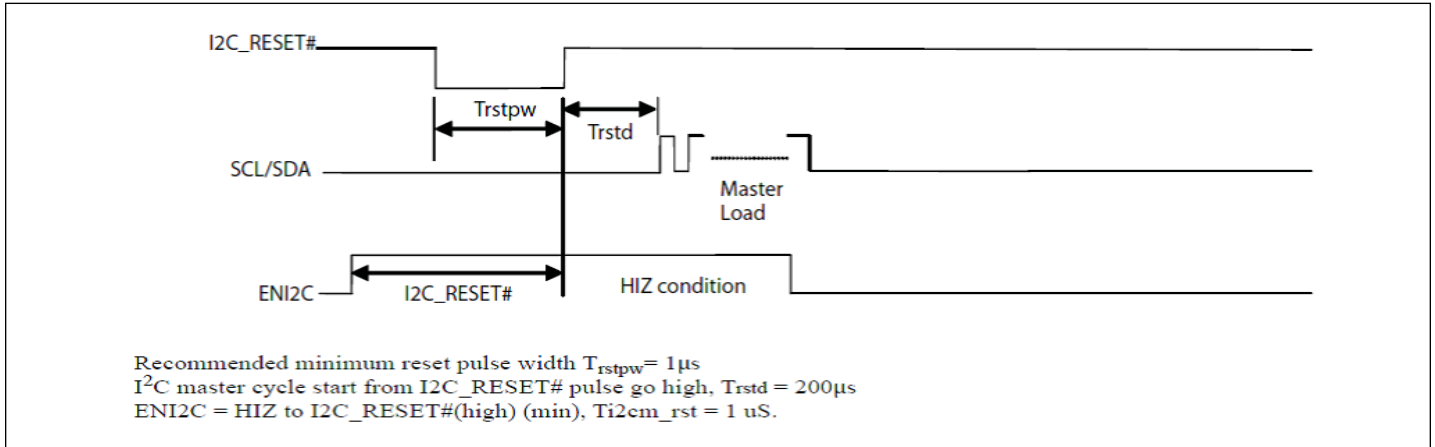 I2C_RESET#
Trstpw
Trstd
SCL/SDA
Master
Load
ENI2C
I2C_RESET#
HIZ condition
Recommended minimum reset pulse width Trstpw= 1µs
I²C master cycle start from I2C_RESET# pulse go high, Trstd = 200µs
ENI2C = HIZ to I2C_RESET#(high) (min), Ti2cm_rst = 1 uS.